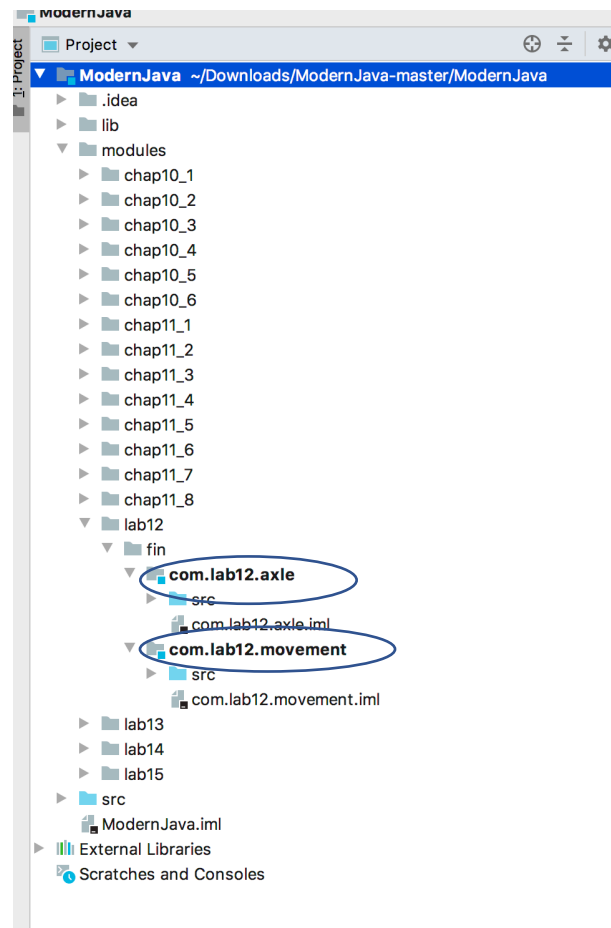 ModernJava
1: Project
Project
ModernJava ~/Downloads/ModernJava-master/ModernJava
.idea
lib
modules
chap10_1
chap10_2
chap10_3
chap10_4
chap10_5
chap10_6
chap11_1
chap11_2
chap11_3
chap11_4
chap11_5
chap11_6
chap11_7
chap11_8
lab12
fin
com.lab12.axle
src
com.lab12.axle.iml
com.lab12.movement
src
com.lab12.movement.iml
lab13
lab14
lab15
src
ModernJava.iml
External Libraries
Scratches and Consoles